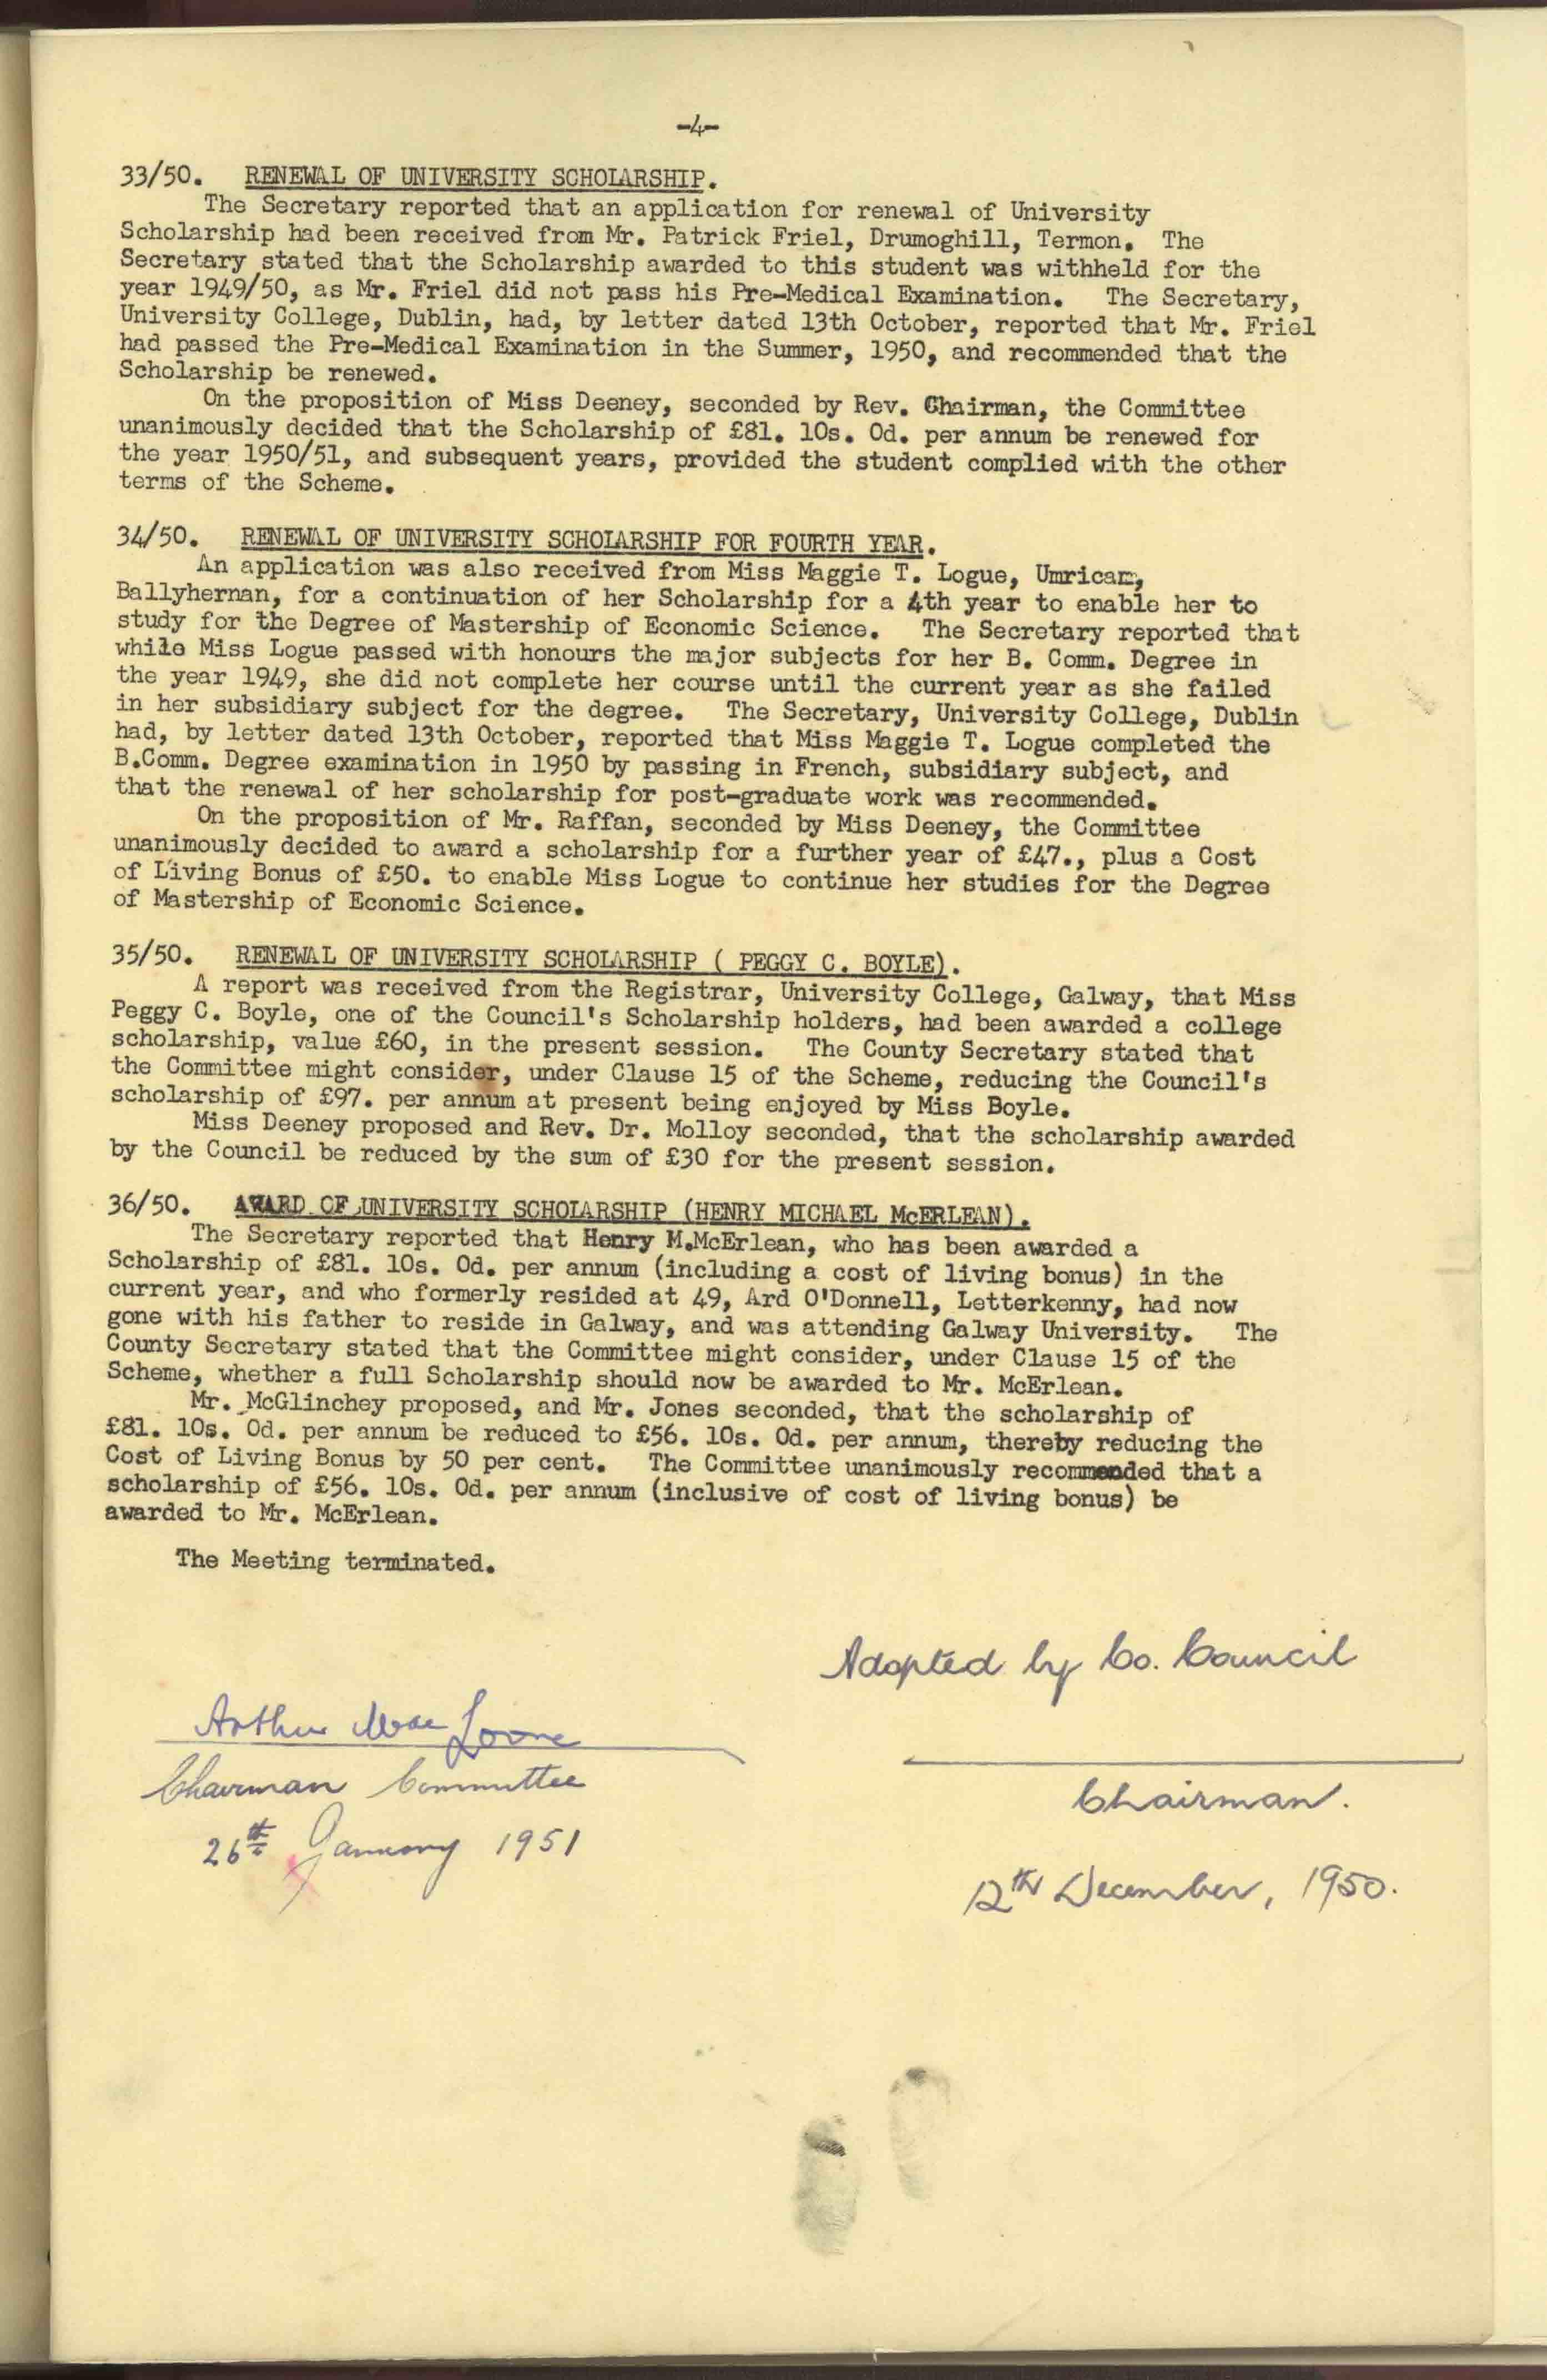 -4-
33/50. RENEWAL OF UNIVERSITY SCHOLARSHIP.
The Secretary reported that an application for renewal of University
Scholarship had been received from Mr. Patrick Friel, Drumoghill, Termon. The
Secretary stated that the Scholarship awarded to this student was withheld for the
year 1949/50, as Mr. Friel did not pass his Pre-Medical Examination. The Secretary,
University College, Dublin, had, by letter dated 13th October, reported that Mr. Friel
had passed the Pre-Medical Examination in the Summer, 1950, and recommended that the
Scholarship be renewed.
On the proposition of Miss Deeney, seconded by Rev. Chairman, the Committee
unanimously decided that the Scholarship of £81. 10s. 0d. per annum be renewed for
the year 1950/51, and subsequent years, provided the student complied with the other
terms of the Scheme.
34/50. RENEWAL OF UNIVERSITY SCHOLARSHIP FOR FOURTH YEAR.
An application was also received from Miss Maggie T. Logue, Umricam,
Ballyhernan, for a continuation of her Scholarship for a 4th year to enable her to
study for the Degree of Mastership of Economic Science. The Secretary reported that
while Miss Logue passed with honours the major subjects for her B. Comm. Degree in
the year 1949, she did not complete her course until the current year as she failed
in her subsidiary subject for the degree. The Secretary, University College, Dublin
had, by letter dated 13th October, reported that Miss Maggie T. Logue completed the
B.Comm. Degree examination in 1950 by passing in French, subsidiary subject, and
that the renewal of her scholarship for post-graduate work was recommended.
On the proposition of Mr. Raffan, seconded by Miss Deeney, the Committee
unanimously decided to award a scholarship for a further year of £47., plus a Cost
of Living Bonus of £50. to enable Miss Logue to continue her studies for the Degree
of Mastership of Economic Science.
35/50. RENEWAL OF UNIVERSITY SCHOLARSHIP ( PEGGY C. BOYLE).
A report was received from the Registrar, University College, Galway, that Miss
Peggy C. Boyle, one of the Council's Scholarship holders, had been awarded a college
scholarship, value £60, in the present session. The County Secretary stated that
the Committee might consider, under Clause 15 of the Scheme, reducing the Council's
scholarship of £97. per annum at present being enjoyed by Miss Boyle.
Miss Deeney proposed and Rev. Dr. Molloy seconded, that the scholarship awarded
by the Council be reduced by the sum of £30 for the present session.
36/50. AWARD OF UNIVERSITY SCHOLARSHIP (HENRY MICHAEL McERLEAN).
The Secretary reported that Henry M.McErlean, who has been awarded a
Scholarship of £81. 10s. 0d. per annum (including a cost of living bonus) in the
current year, and who formerly resided at 49, Ard O'Donnell, Letterkenny, had now
gone with his father to reside in Galway, and was attending Galway University. The
County Secretary stated that the Committee might consider, under Clause 15 of the
Scheme, whether a full Scholarship should now be awarded to Mr. McErlean.
Mr. McGlinchey proposed, and Mr. Jones seconded, that the scholarship of
£81. 10s. 0d. per annum be reduced to £56. 10s. 0d. per annum, thereby reducing the
Cost of Living Bonus by 50 per cent. The Committee unanimously recommended that a
scholarship of £56. 10s. 0d. per annum (inclusive of cost of living bonus) be
awarded to Mr. McErlean.
The Meeting terminated.
Adopted by Co. Council
Arthur Mac Loone
Chairman Committee
26th January 1951
Chairman.
12th December, 1950.